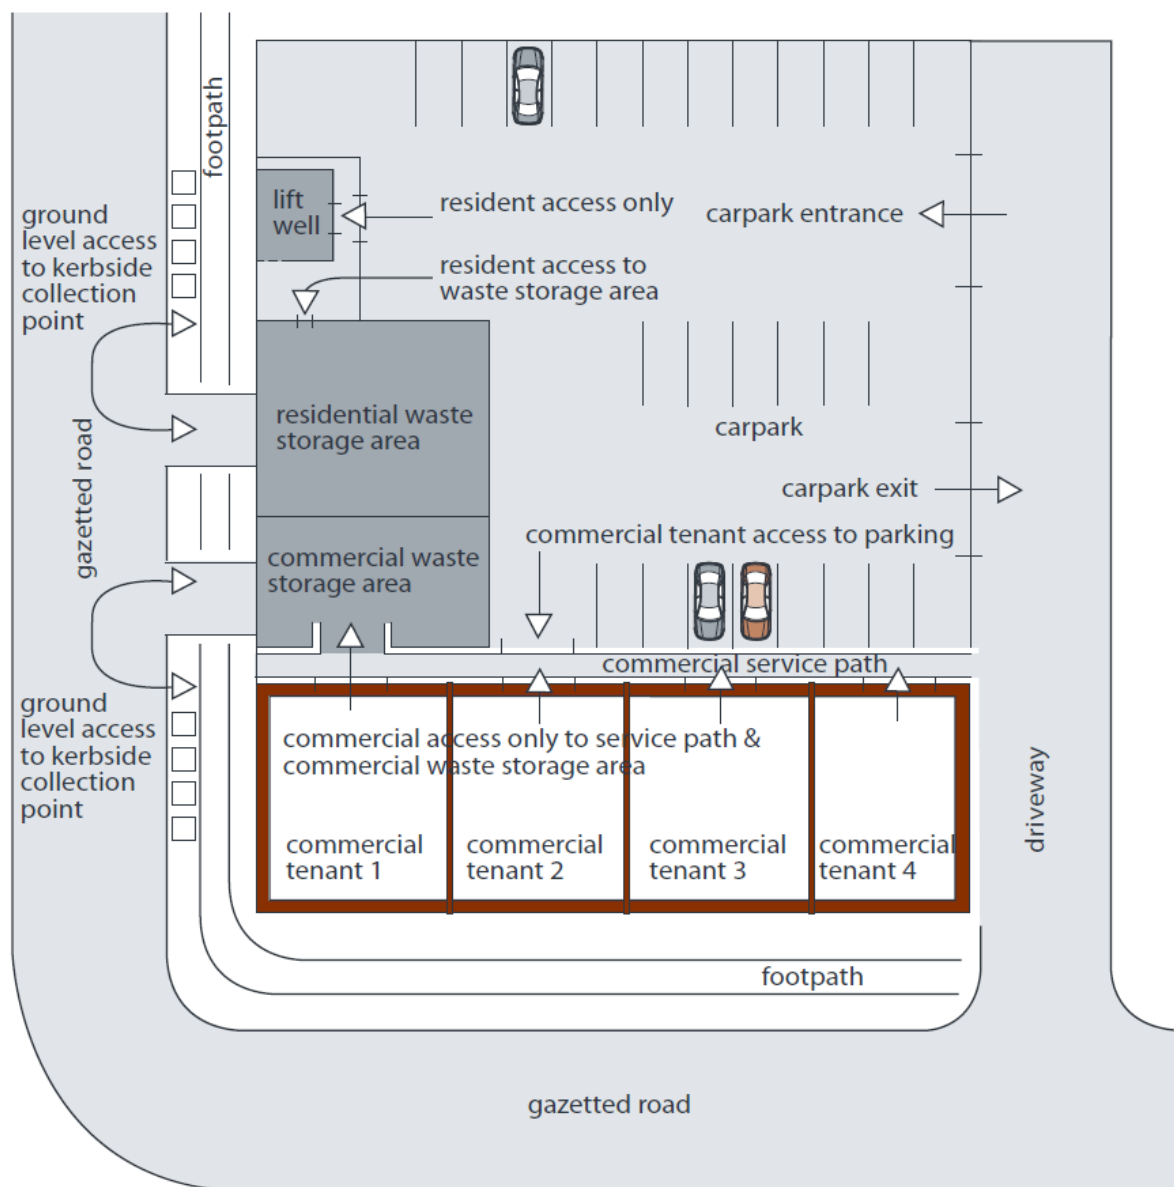 footpath
ground
level access
to kerbside
collection
point
lift
well
resident access only
carpark entrance
resident access to
waste storage area
residential waste
storage area
carpark
gazetted road
carpark exit
commercial tenant access to parking
commercial waste
storage area
commercial service path
ground
level access
to kerbside
collection
point
commercial access only to service path &
commercial waste storage area
commercial
tenant 1
commercial
tenant 2
commercial
tenant 3
commercial
tenant 4
driveway
footpath
gazetted road